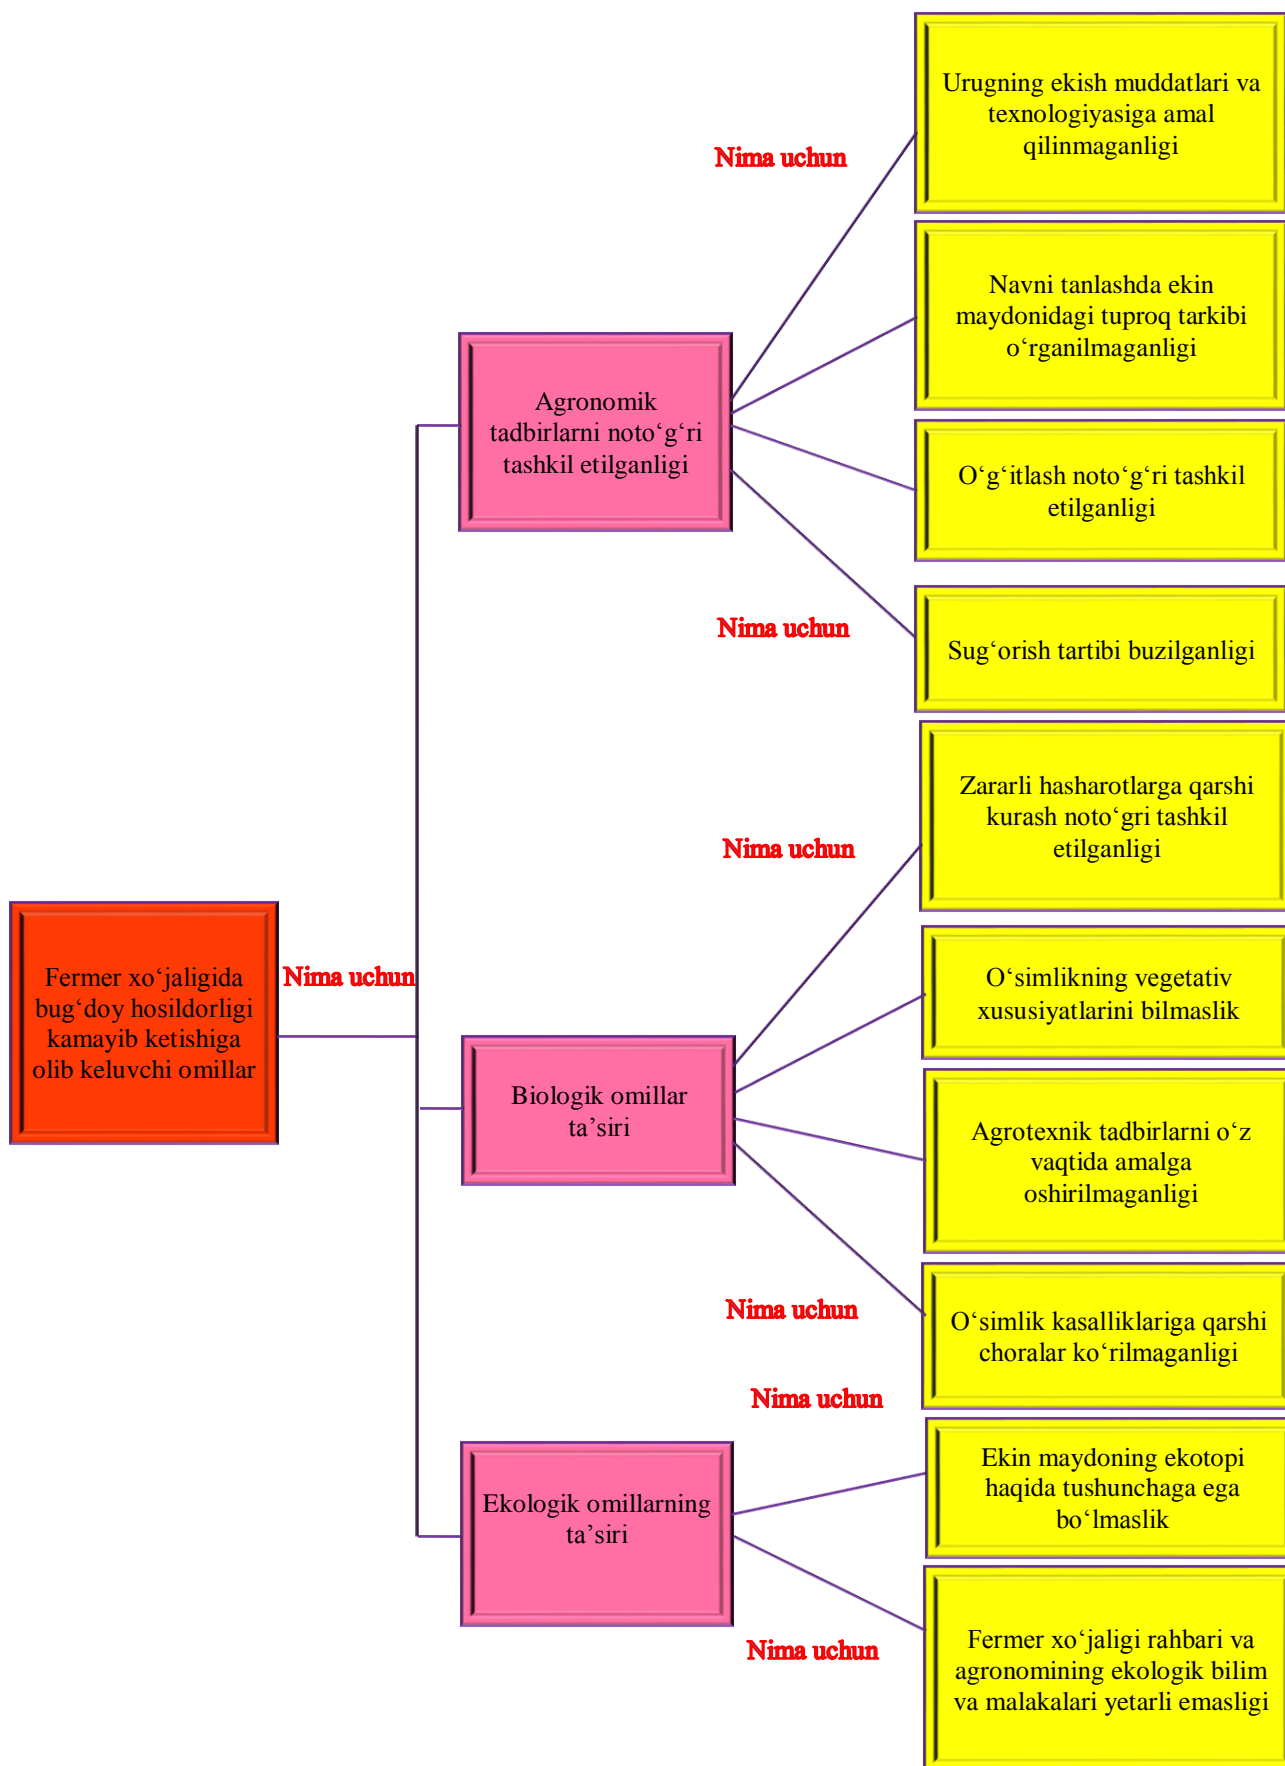 Fermer xo‘jaligida
bug‘doy hosildorligi
kamayib ketishiga
olib keluvchi omillar
Nima uchun
Agronomik
tadbirlarni noto‘g‘ri
tashkil etilganligi
Nima uchun
Urugning ekish muddatlari va
texnologiyasiga amal
qilinmaganligi
Navni tanlashda ekin
maydonidagi tuproq tarkibi
o‘rganilmaganligi
O‘g‘itlash noto‘g‘ri tashkil
etilganligi
Nima uchun
Sug‘orish tartibi buzilganligi
Biologik omillar
ta’siri
Nima uchun
Zararli hasharotlarga qarshi
kurash noto‘gri tashkil
etilganligi
O‘simlikning vegetativ
xususiyatlarini bilmaslik
Agrotexnik tadbirlarni o‘z
vaqtida amalga
oshirilmaganligi
Nima uchun
O‘simlik kasalliklariga qarshi
choralar ko‘rilmaganligi
Ekologik omillarning
ta’siri
Nima uchun
Ekin maydoning ekotopi
haqida tushunchaga ega
bo‘lmaslik
Nima uchun
Fermer xo‘jaligi rahbari va
agronomining ekologik bilim
va malakalari yetarli emasligi